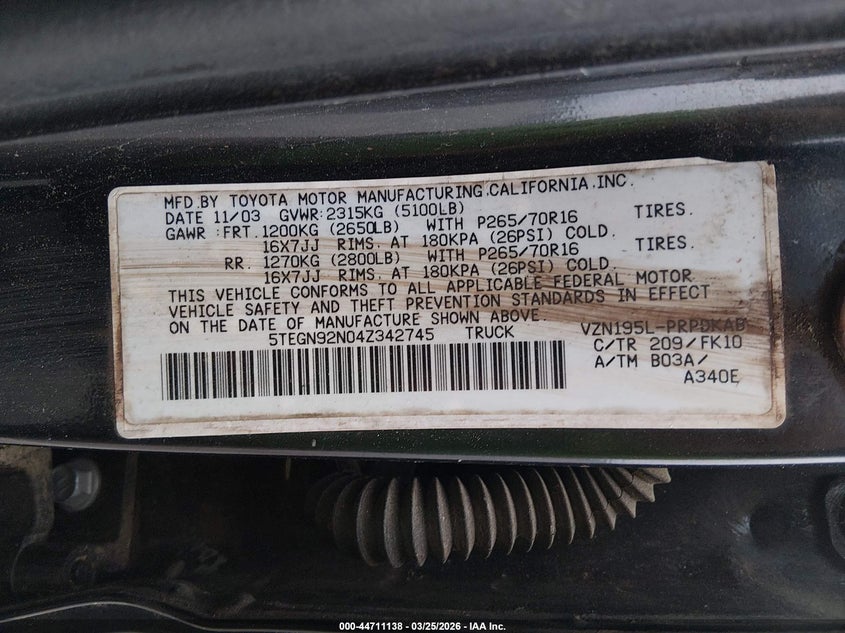 MFD.BY TOYOTA MOTOR MANUFACTURING.CALIFORNIA.INC.
DATE 11/03 GVWR:2315KG (5100LB)
GAWR:FRT.1200KG (2650LB) WITH P265/70R16 TIRES.
16X7JJ RIMS. AT 180KPA (26PSI) COLD.
RR. 1270KG (2800LB) WITH P265/70R16 TIRES.
16X7JJ RIMS. AT 180KPA (26PSI) COLD.
THIS VEHICLE CONFORMS TO ALL APPLICABLE FEDERAL MOTOR
VEHICLE SAFETY AND THEFT PREVENTION STANDARDS IN EFFECT
ON THE DATE OF MANUFACTURE SHOWN ABOVE.
5TEGN92N04Z342745 TRUCK VZN195L-PRPDKAB
C/TR 209/FK10
A/TM B03A/
A340E
000-44711138 - 03/25/2026 - IAA Inc.